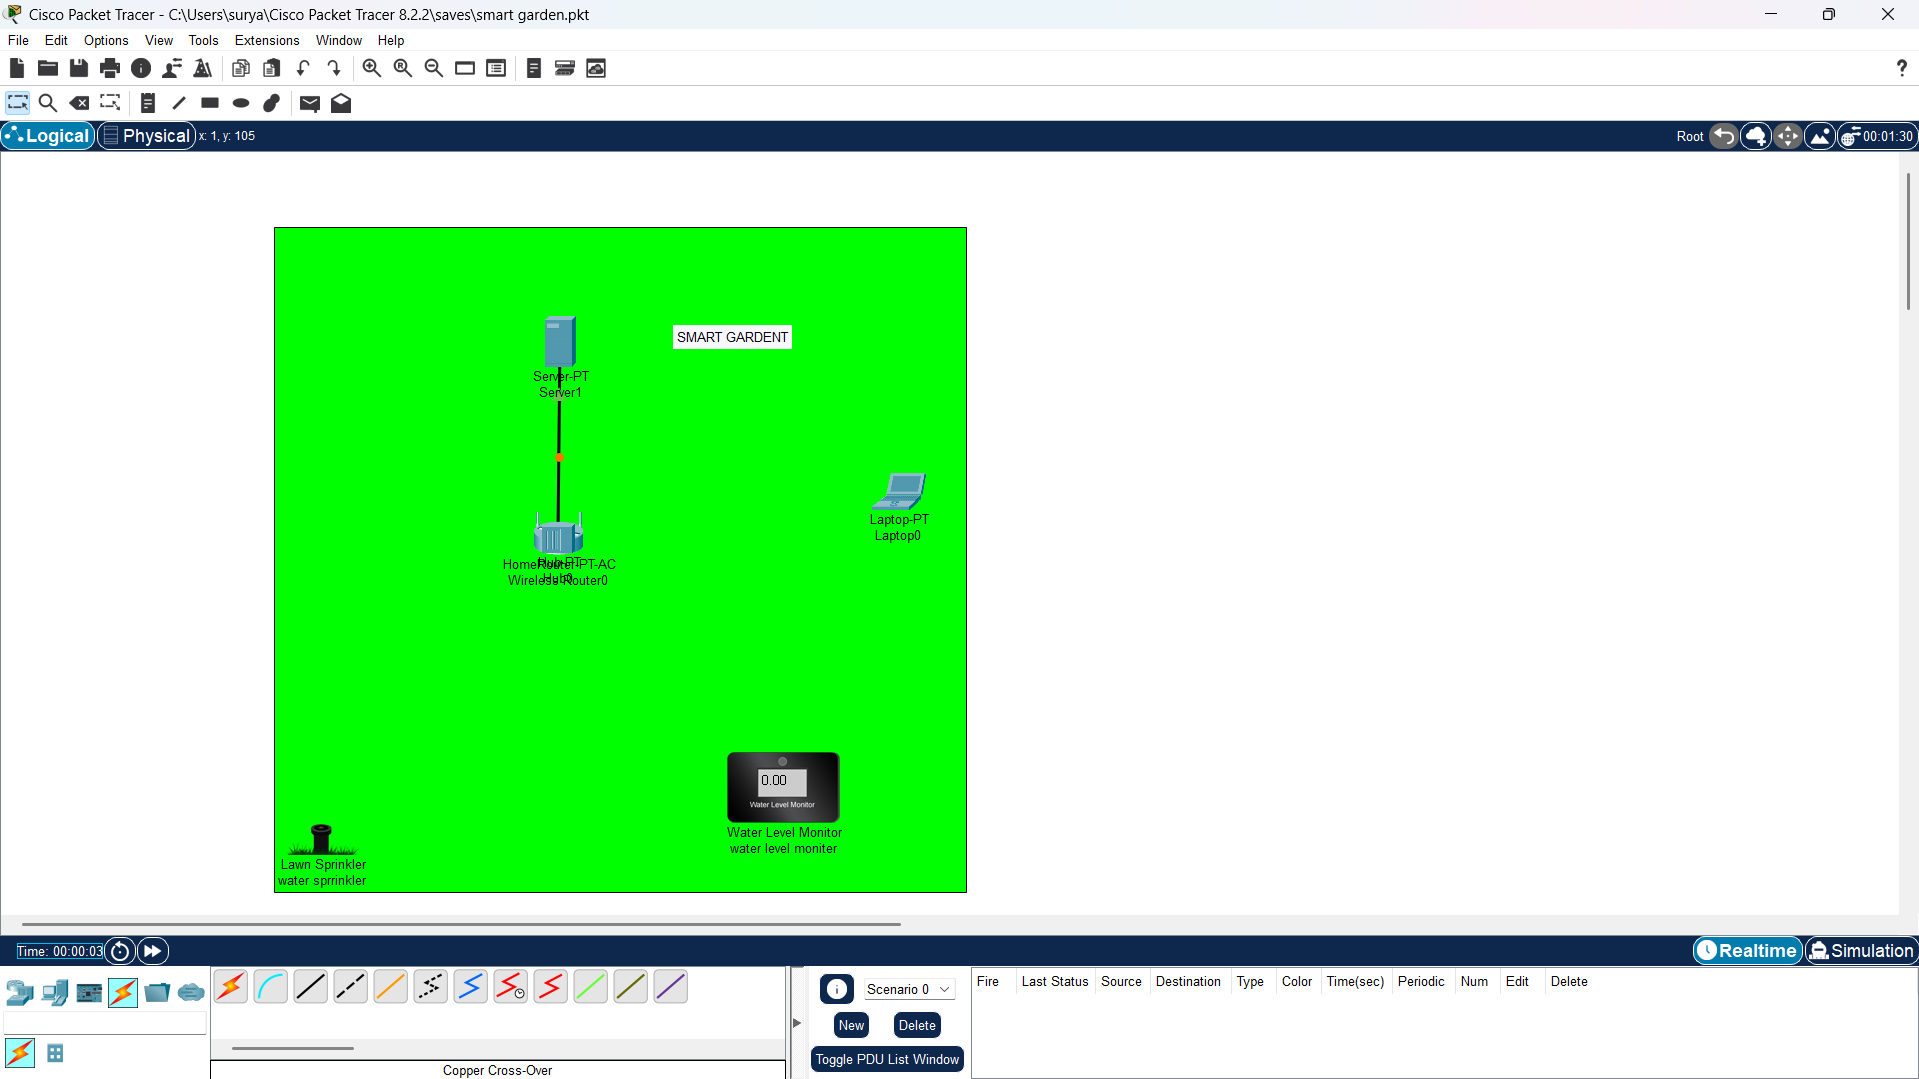 Cisco Packet Tracer - C:\Users\surya\Cisco Packet Tracer 8.2.2\saves\smart garden.pkt
File Edit Options View Tools Extensions Window Help
?
Logical Physical x: 1, y: 105 Root 00:01:30
SMART GARDENT
Server-PT
Server1
Laptop-PT
Laptop0
HomeRouter-PT-AC
Wireless Router0
Hub-PT
Hub0
0.00
Water Level Monitor
Water Level Monitor
water level moniter
Lawn Sprinkler
water sprrinkler
Time: 00:00:03 Realtime Simulation
Scenario 0
New Delete
Toggle PDU List Window
Fire Last Status Source Destination Type Color Time(sec) Periodic Num Edit Delete
Copper Cross-Over